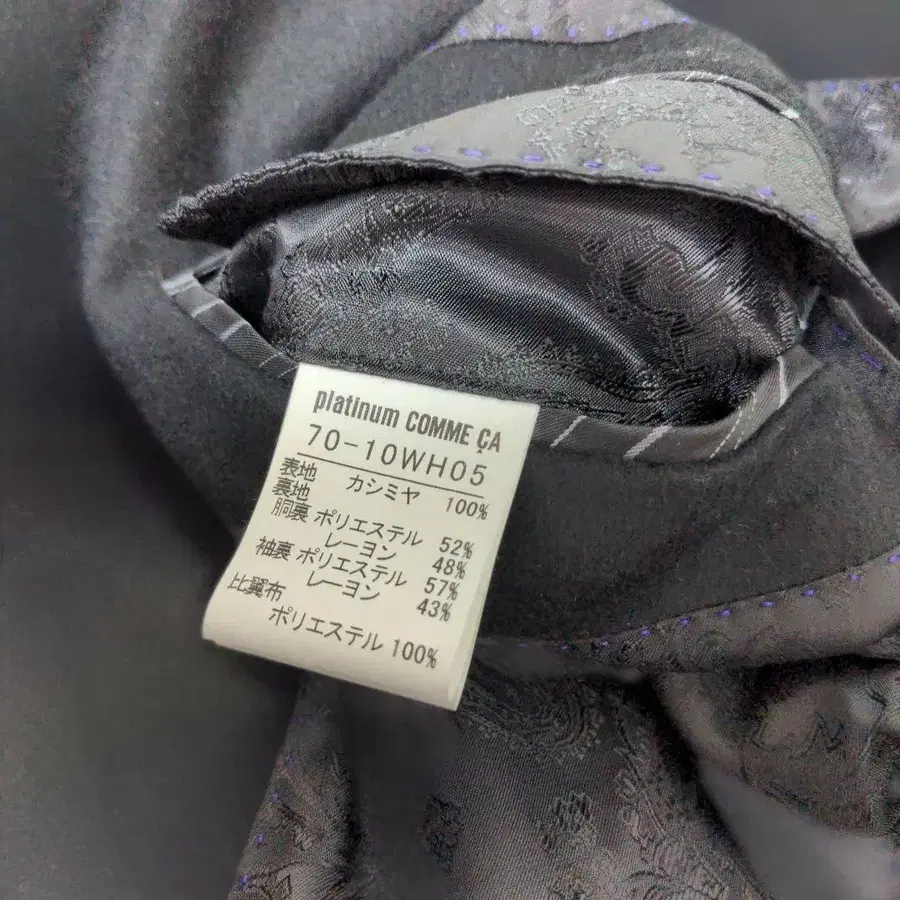 platinum COMME ÇA
70-10WH05
表地 カシミヤ 100%
裏地
胴裏 ポリエステル 52%
レーヨン 48%
袖裏 ポリエステル 57%
レーヨン 43%
比翼布
ポリエステル 100%